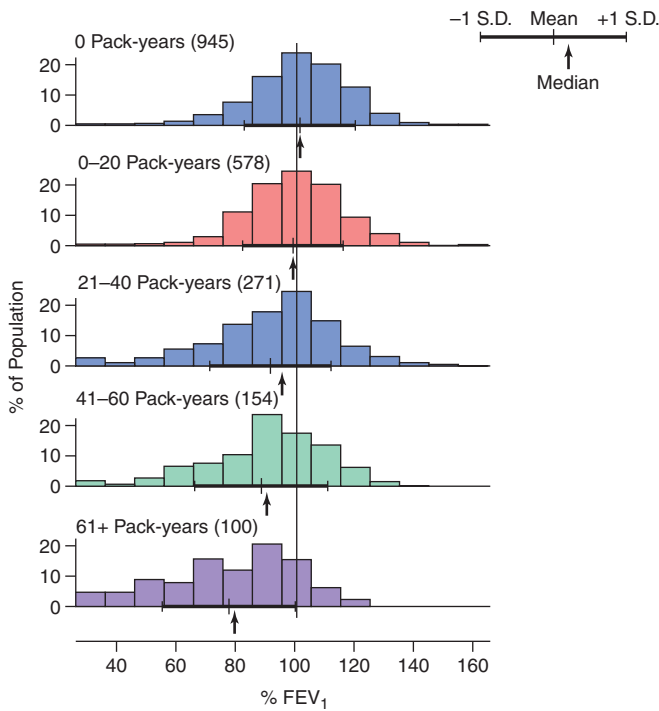 −1 S.D. Mean +1 S.D.
Median
0 Pack-years (945)
20
10
0
0–20 Pack-years (578)
20
10
0
21–40 Pack-years (271)
20
10
0
41–60 Pack-years (154)
20
10
0
61+ Pack-years (100)
20
10
0
% of Population
40 60 80 100 120 140 160
% FEV1